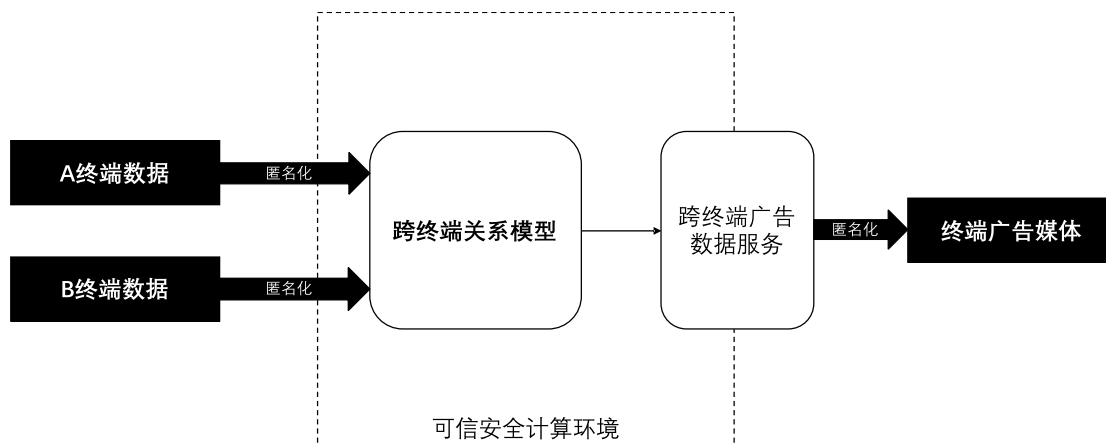 A终端数据
匿名化
跨终端关系模型
B终端数据
匿名化
跨终端广告
数据服务
匿名化
终端广告媒体
可信安全计算环境